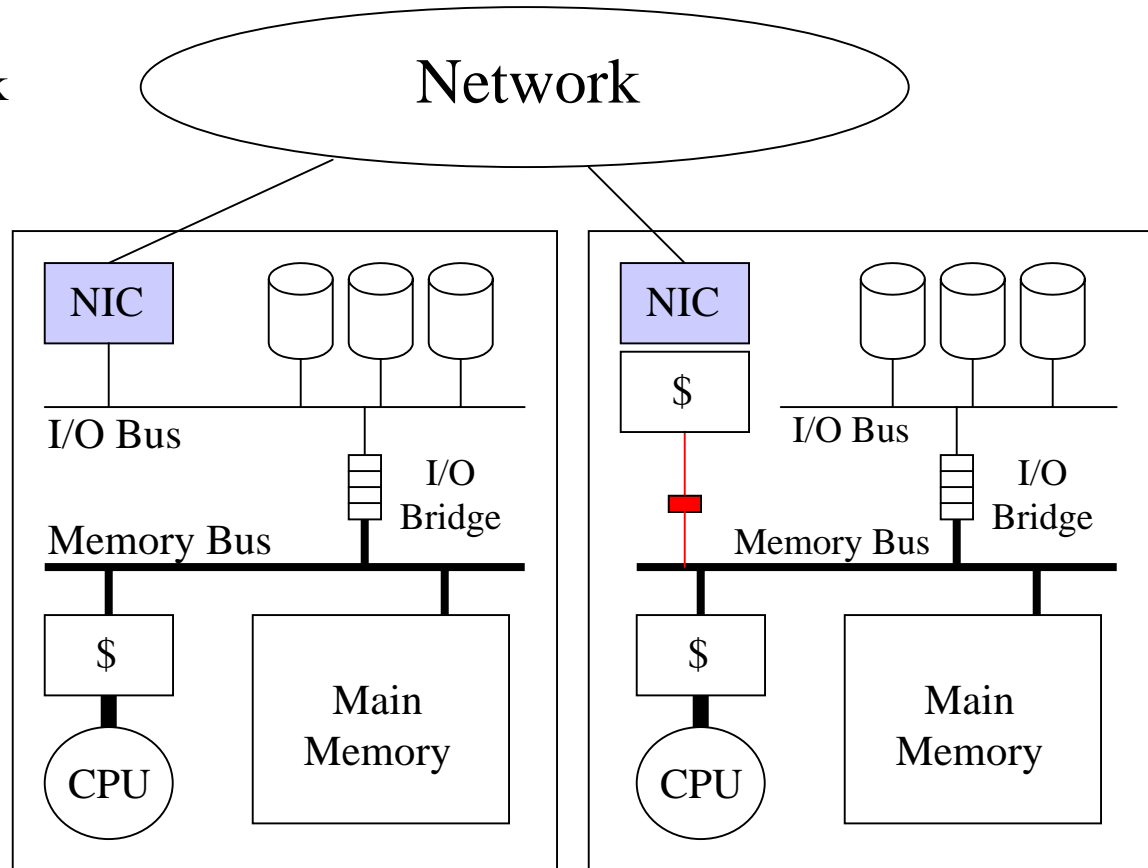 Network
NIC
I/O Bus
I/O
Bridge
Memory Bus
$
CPU
Main
Memory
NIC
$
I/O Bus
I/O
Bridge
Memory Bus
$
CPU
Main
Memory